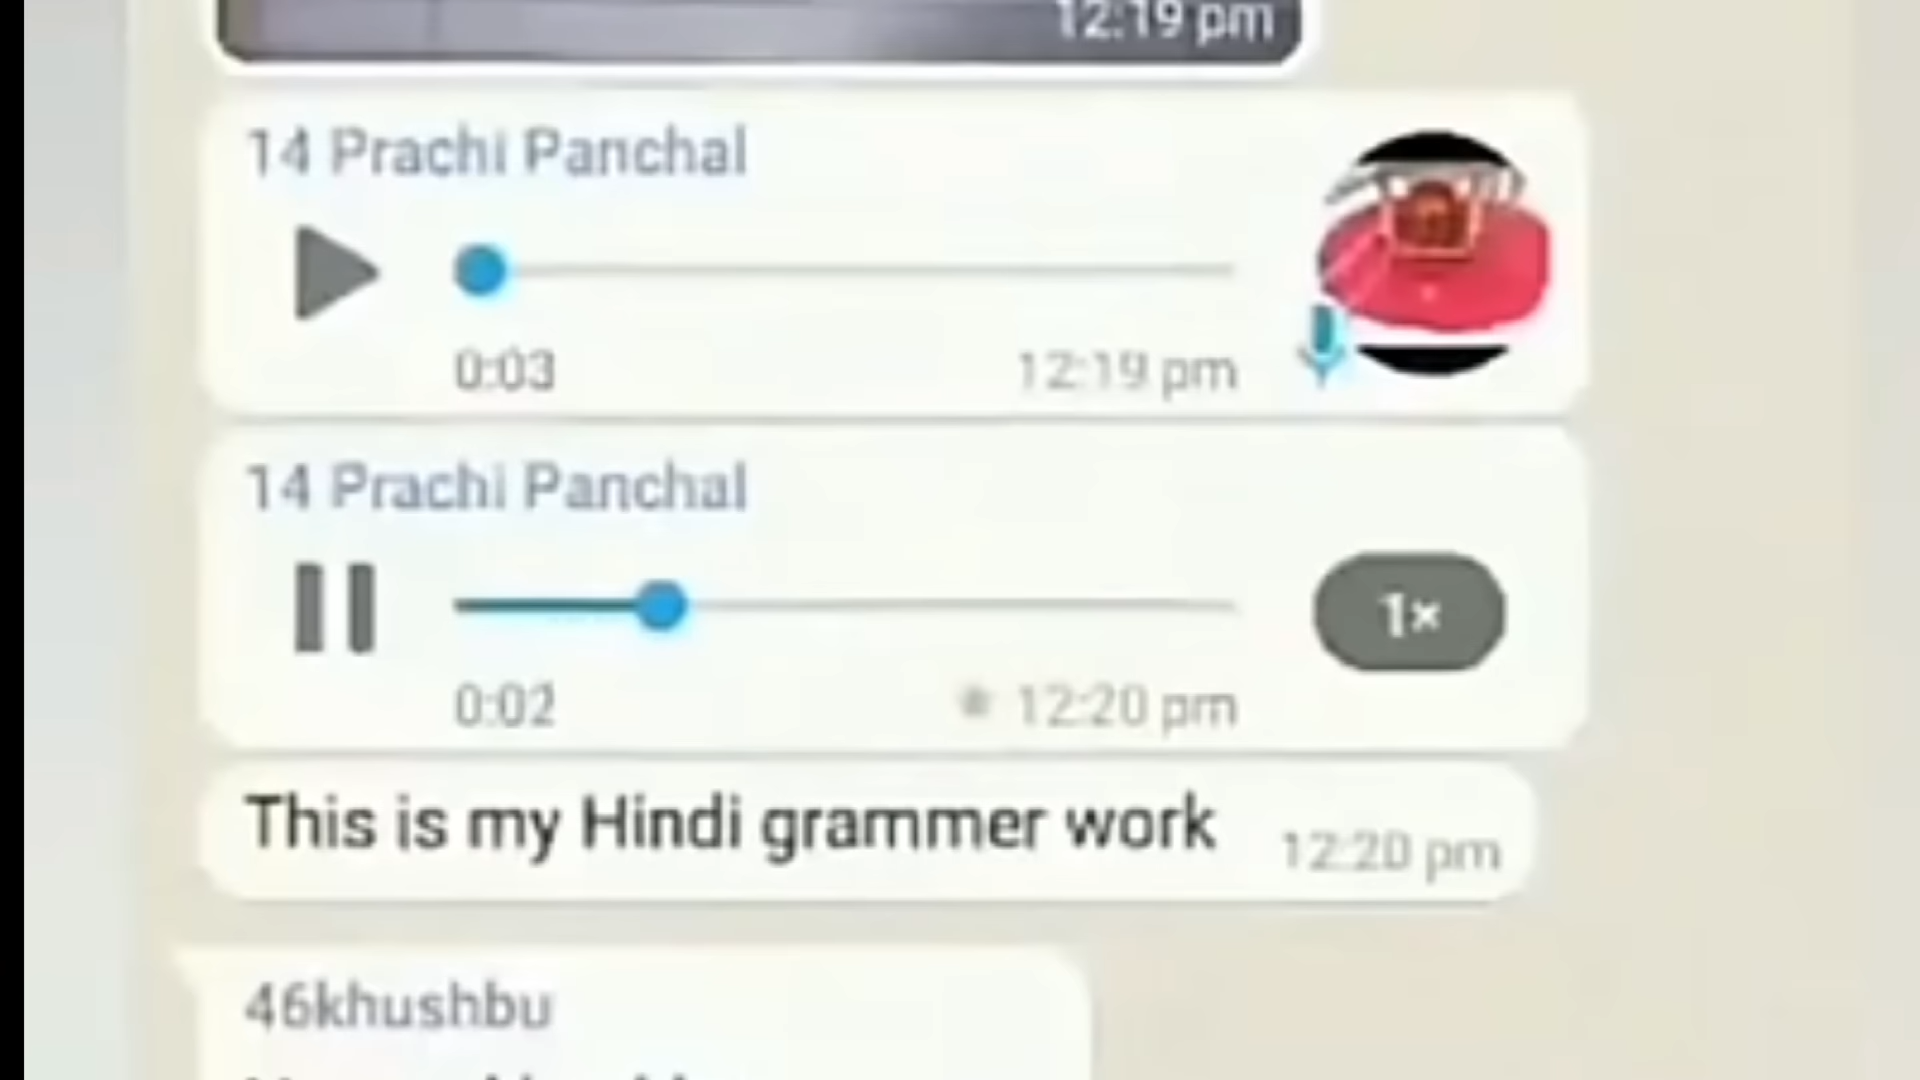 12:19 pm
14 Prachi Panchal
0:03 12:19 pm
14 Prachi Panchal
1×
0:02 12:20 pm
This is my Hindi grammer work 12:20 pm
46khushbu